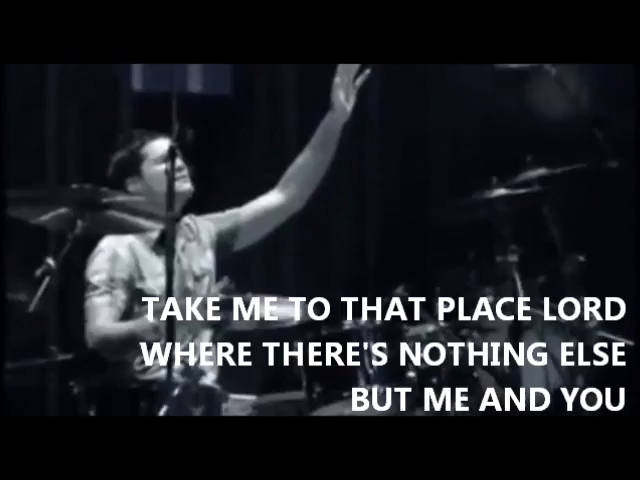 TAKE ME TO THAT PLACE LORD
WHERE THERE'S NOTHING ELSE
BUT ME AND YOU